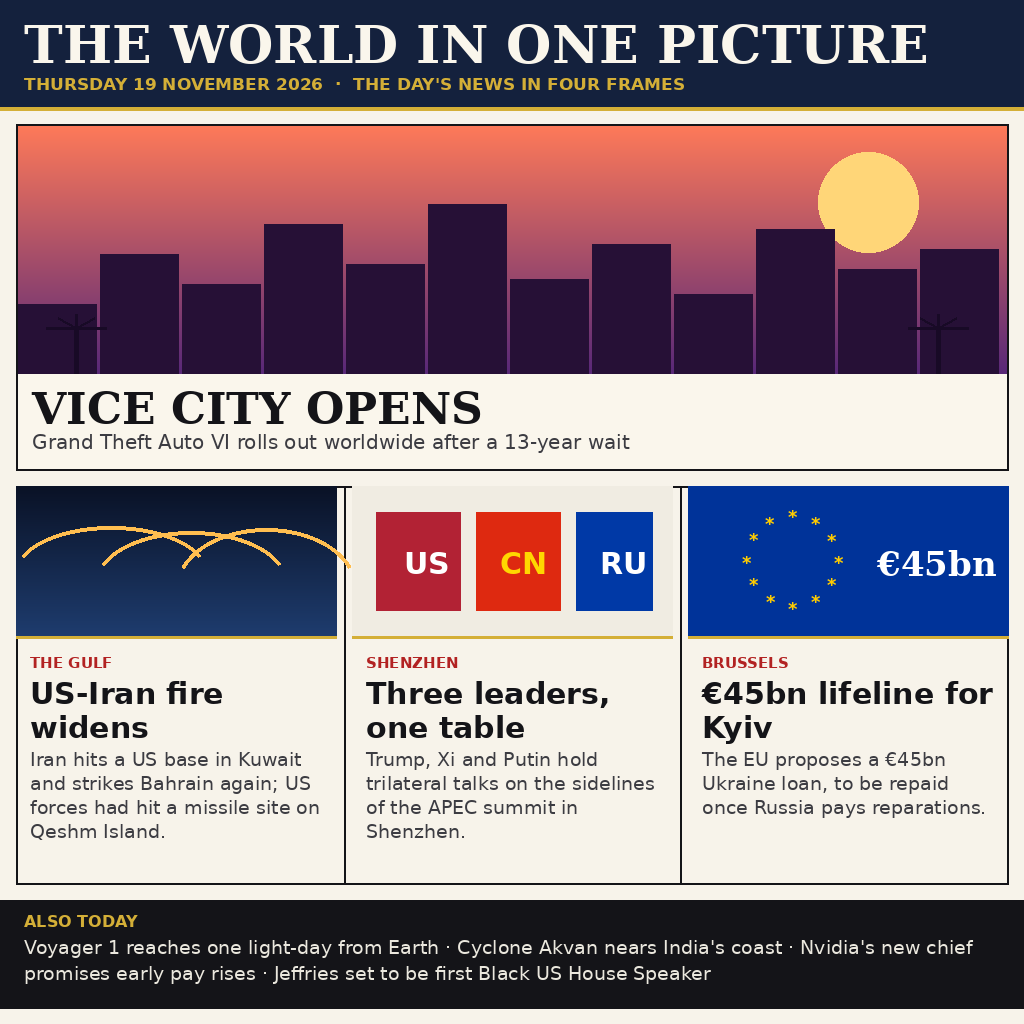 THE WORLD IN ONE PICTURE
THURSDAY 19 NOVEMBER 2026 · THE DAY'S NEWS IN FOUR FRAMES
VICE CITY OPENS
Grand Theft Auto VI rolls out worldwide after a 13-year wait
US CN RU
€45bn
THE GULF
US-Iran fire
widens
Iran hits a US base in Kuwait
and strikes Bahrain again; US
forces had hit a missile site on
Qeshm Island.
SHENZHEN
Three leaders,
one table
Trump, Xi and Putin hold
trilateral talks on the sidelines
of the APEC summit in
Shenzhen.
BRUSSELS
€45bn lifeline for
Kyiv
The EU proposes a €45bn
Ukraine loan, to be repaid
once Russia pays reparations.
ALSO TODAY
Voyager 1 reaches one light-day from Earth · Cyclone Akvan nears India's coast · Nvidia's new chief
promises early pay rises · Jeffries set to be first Black US House Speaker